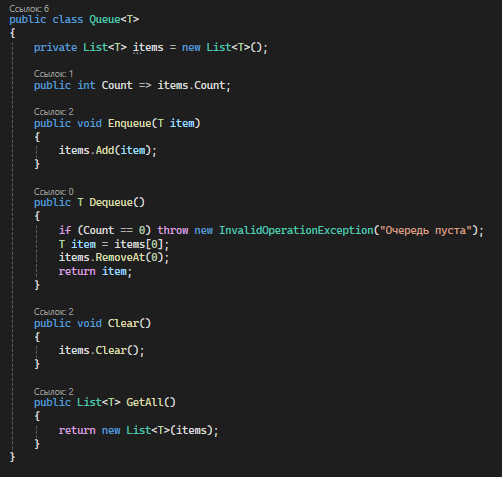 Ссылок: 6
public class Queue<T>
{
private List<T> items = new List<T>();
Ссылок: 1
public int Count => items.Count;
Ссылок: 2
public void Enqueue(T item)
{
items.Add(item);
}
Ссылок: 0
public T Dequeue()
{
if (Count == 0) throw new InvalidOperationException("Очередь пуста");
T item = items[0];
items.RemoveAt(0);
return item;
}
Ссылок: 2
public void Clear()
{
items.Clear();
}
Ссылок: 2
public List<T> GetAll()
{
return new List<T>(items);
}
}